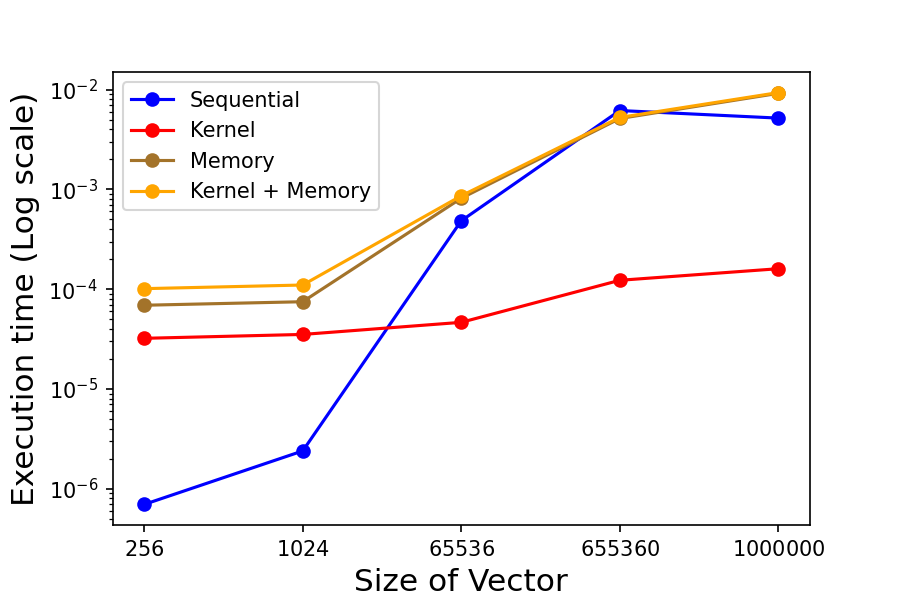 Execution time (Log scale)
10⁻²
10⁻³
10⁻⁴
10⁻⁵
10⁻⁶
Sequential
Kernel
Memory
Kernel + Memory
256 1024 65536 655360 1000000
Size of Vector